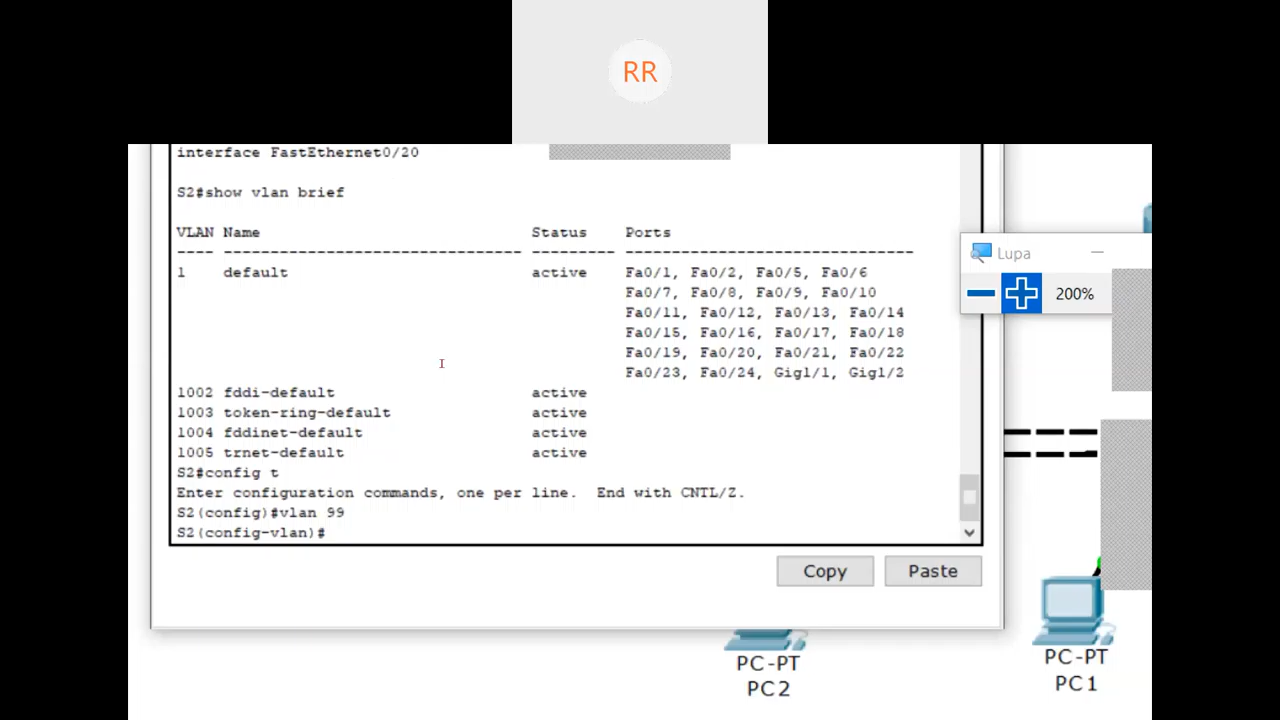 RR
interface FastEthernet0/20
S2#show vlan brief
VLAN Name                             Status    Ports
---- -------------------------------- --------- -------------------------------
1    default                          active    Fa0/1, Fa0/2, Fa0/5, Fa0/6
                                                Fa0/7, Fa0/8, Fa0/9, Fa0/10
                                                Fa0/11, Fa0/12, Fa0/13, Fa0/14
                                                Fa0/15, Fa0/16, Fa0/17, Fa0/18
                                                Fa0/19, Fa0/20, Fa0/21, Fa0/22
                                                Fa0/23, Fa0/24, Gig1/1, Gig1/2
1002 fddi-default                     active
1003 token-ring-default               active
1004 fddinet-default                  active
1005 trnet-default                    active
S2#config t
Enter configuration commands, one per line.  End with CNTL/Z.
S2(config)#vlan 99
S2(config-vlan)#
Lupa
200%
Copy
Paste
PC-PT
PC2
PC-PT
PC1